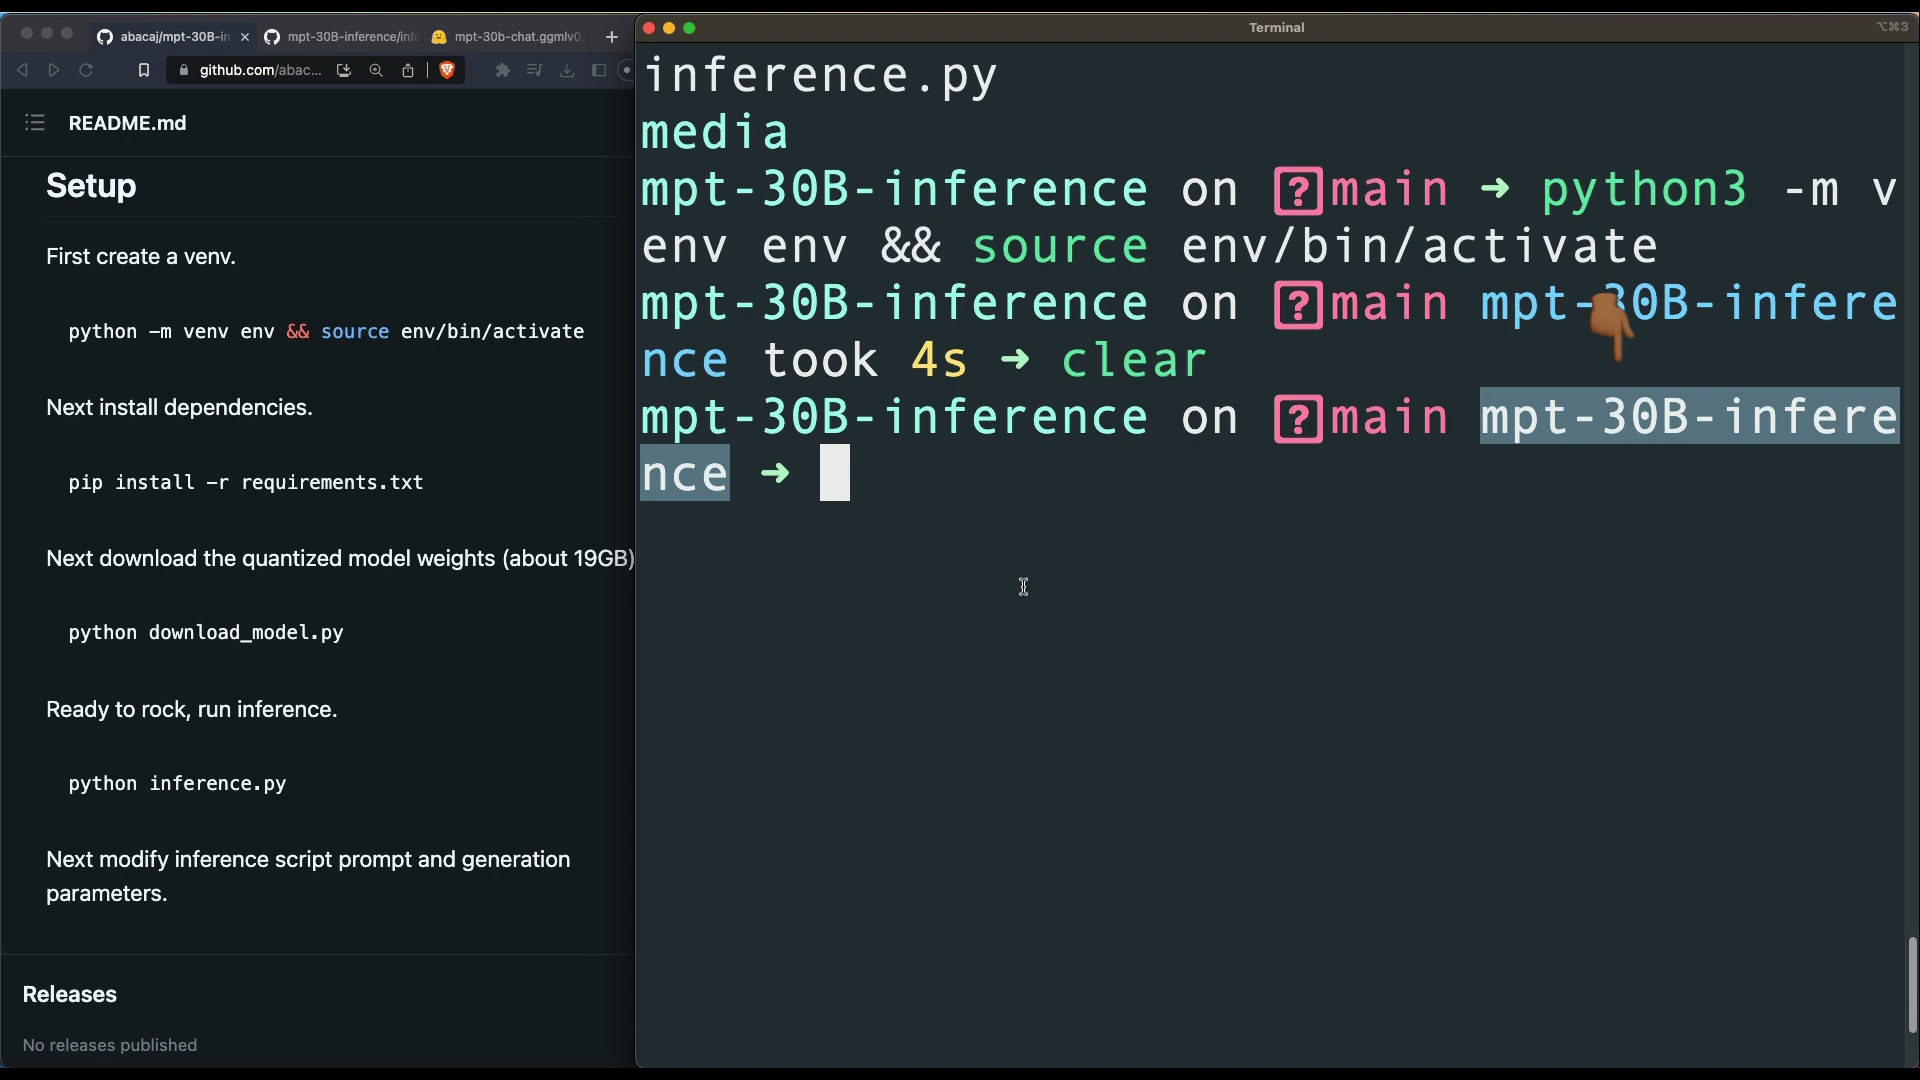 abacaj/mpt-30B-in
mpt-30B-inference/infe
mpt-30b-chat.ggmlv0.
github.com/abac...
README.md
Setup
First create a venv.
python -m venv env && source env/bin/activate
Next install dependencies.
pip install -r requirements.txt
Next download the quantized model weights (about 19GB)
python download_model.py
Ready to rock, run inference.
python inference.py
Next modify inference script prompt and generation
parameters.
Releases
No releases published
Terminal
⌥⌘3
inference.py
media
mpt-30B-inference on ? main → python3 -m v
env env && source env/bin/activate
mpt-30B-inference on ? main mpt-30B-infere
nce took 4s → clear
mpt-30B-inference on ? main mpt-30B-infere
nce →